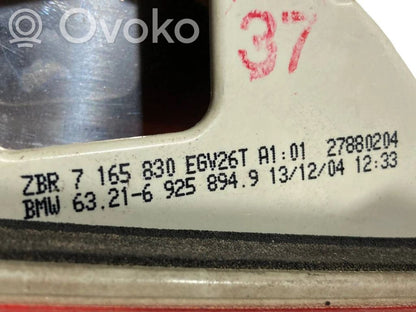 Ovoko
37
ZBR 7 165 830 EGV26T A1:01 27880204
BMW 63.21-6 925 894.9 13/12/04 12:33